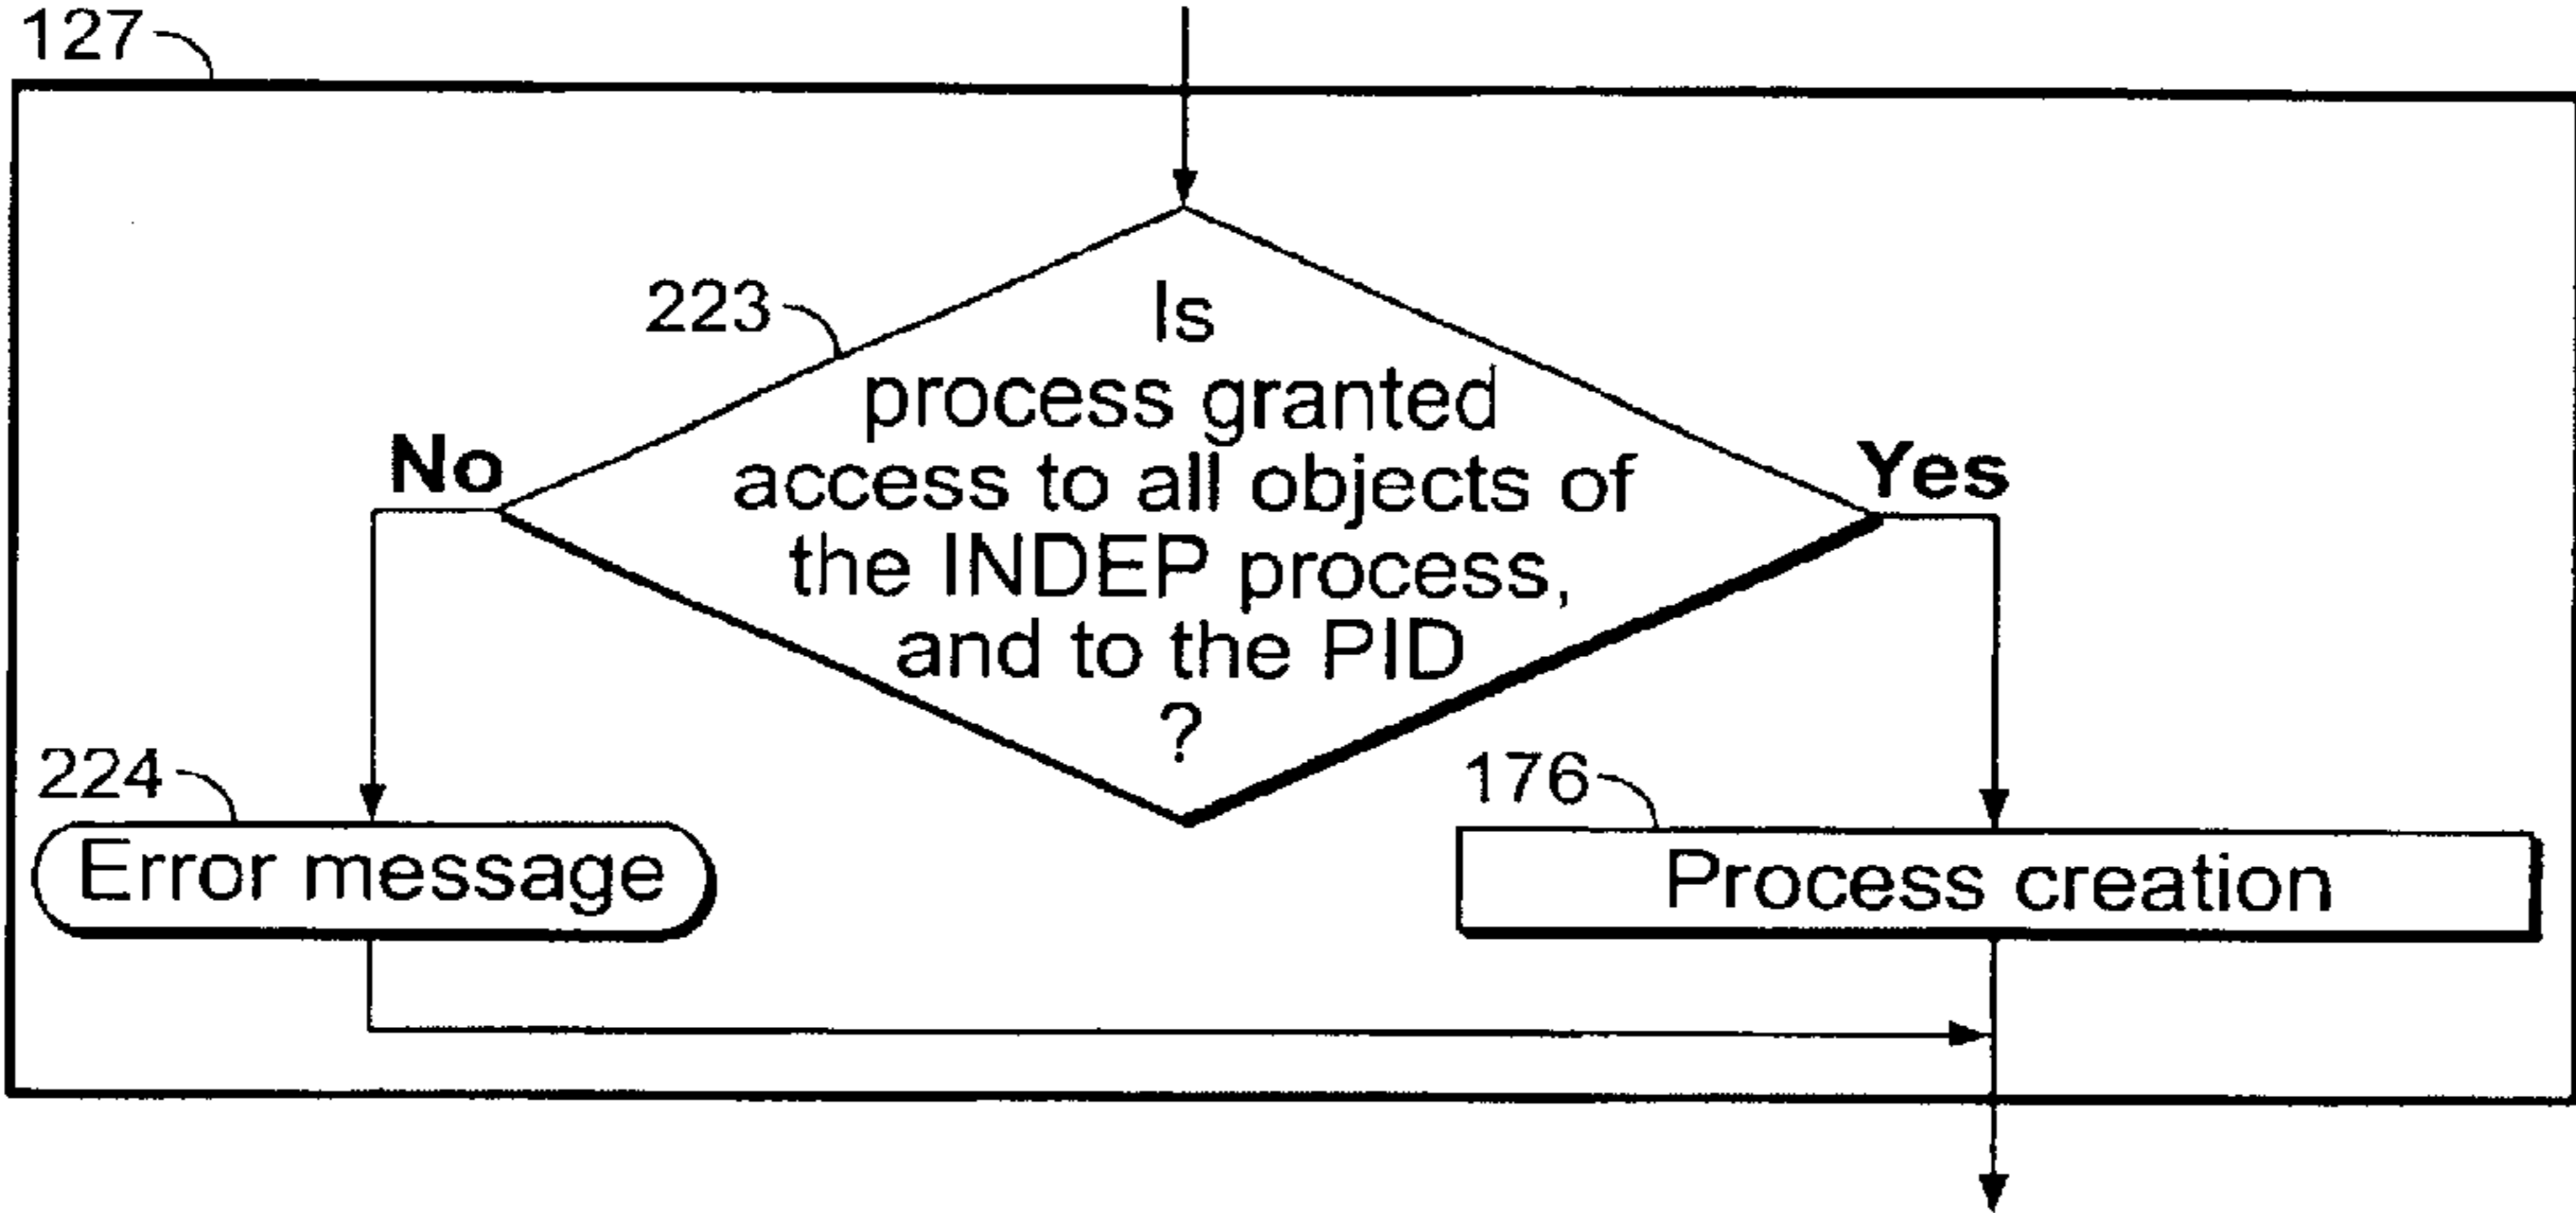 127
223
Is
process granted
access to all objects of
the INDEP process,
and to the PID
?
No
Yes
224
Error message
176
Process creation